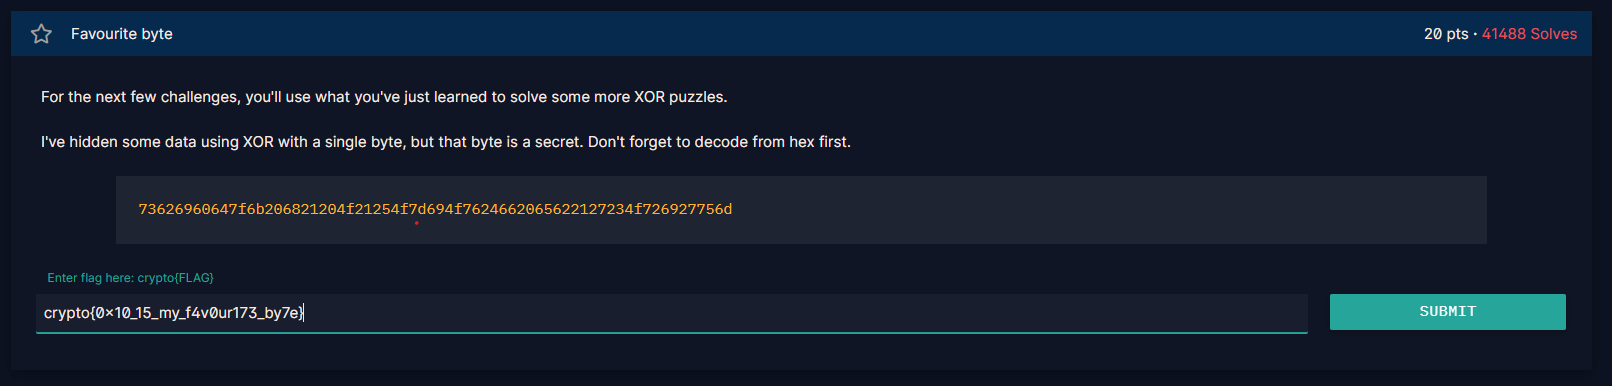 Favourite byte
20 pts · 41488 Solves
For the next few challenges, you'll use what you've just learned to solve some more XOR puzzles.
I've hidden some data using XOR with a single byte, but that byte is a secret. Don't forget to decode from hex first.
73626960647f6b206821204f21254f7d694f7624662065622127234f726927756d
Enter flag here: crypto{FLAG}
crypto{0x10_15_my_f4v0ur173_by7e}
SUBMIT